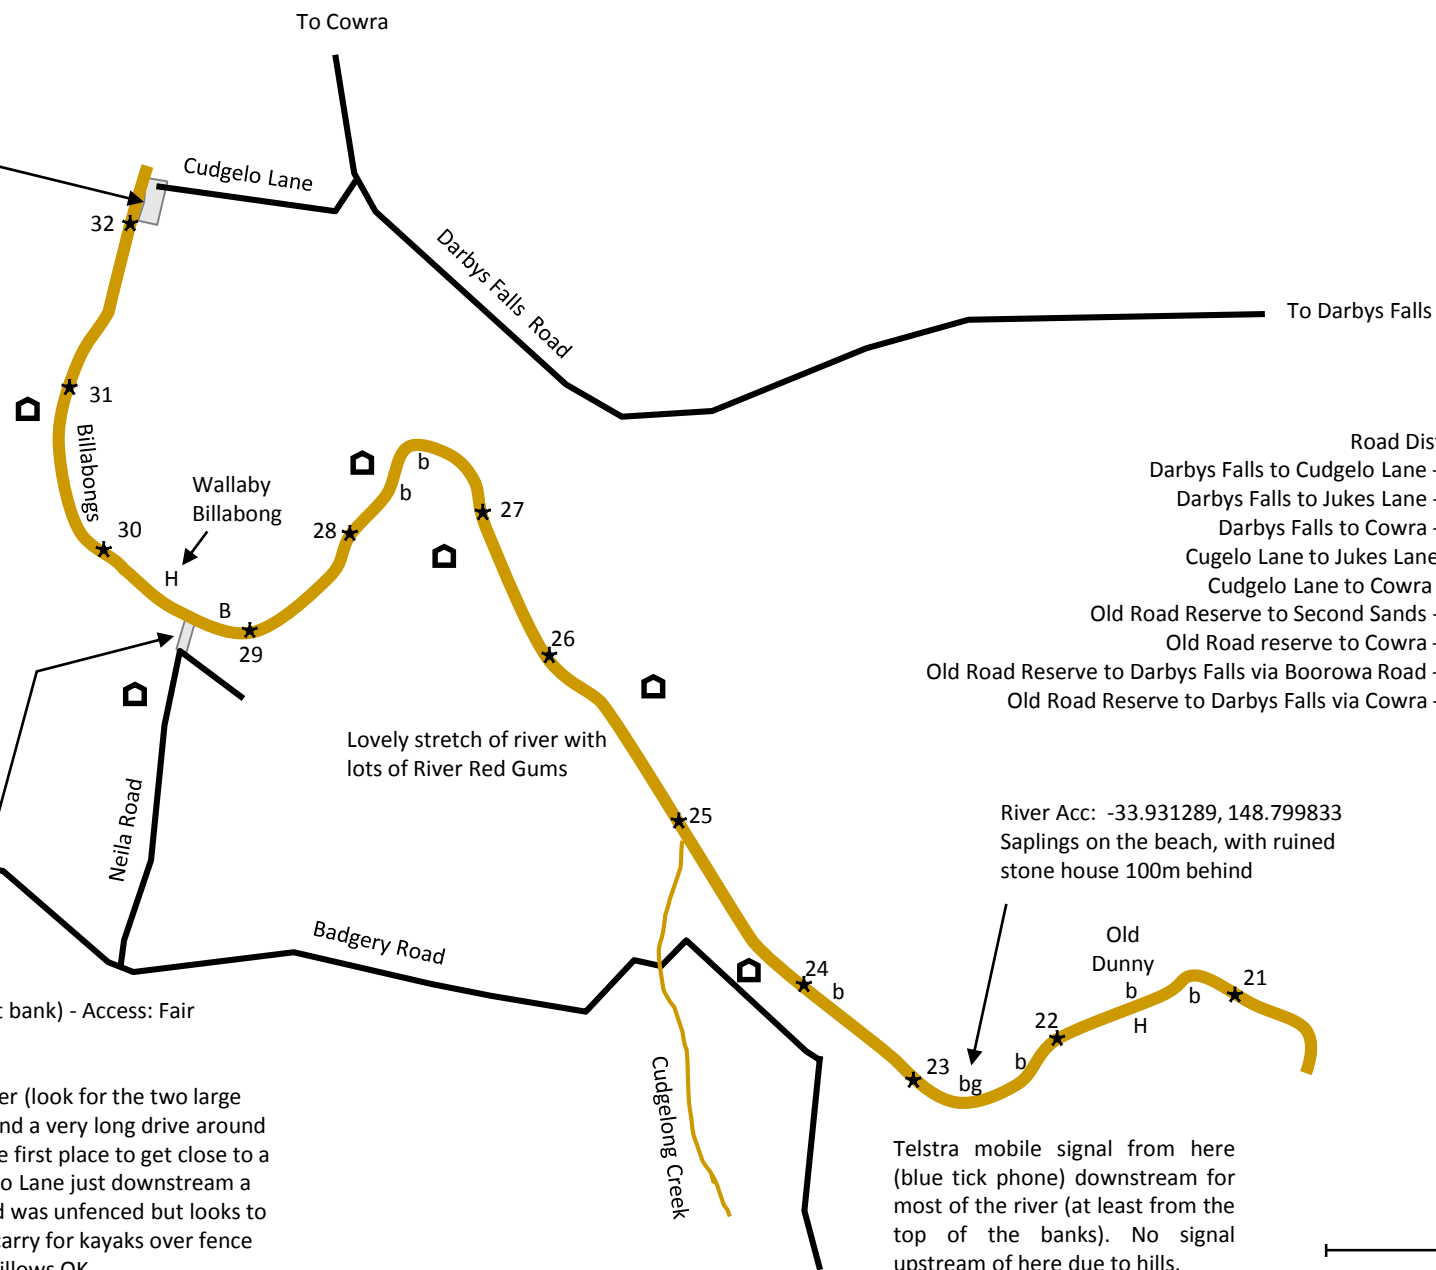 To Cowra
Cudgelo Lane
32
Darbys Falls Road
To Darbys Falls
31
Billabongs
Wallaby
Billabong
30
H
B
29
28
b
b
27
26
Road Dis
Darbys Falls to Cudgelo Lane -
Darbys Falls to Jukes Lane -
Darbys Falls to Cowra -
Cugelo Lane to Jukes Lane
Cudgelo Lane to Cowra
Old Road Reserve to Second Sands -
Old Road reserve to Cowra -
Old Road Reserve to Darbys Falls via Boorowa Road -
Old Road Reserve to Darbys Falls via Cowra -
Lovely stretch of river with
lots of River Red Gums
Neila Road
25
River Acc: -33.931289, 148.799833
Saplings on the beach, with ruined
stone house 100m behind
Badgery Road
24
b
Old
Dunny
b
H
b
21
22
b
23
bg
Cudgelong Creek
t bank) - Access: Fair
er (look for the two large
nd a very long drive around
e first place to get close to a
o Lane just downstream a
d was unfenced but looks to
carry for kayaks over fence
illows OK
Telstra mobile signal from here
(blue tick phone) downstream for
most of the river (at least from the
top of the banks). No signal
upstream of here due to hills.